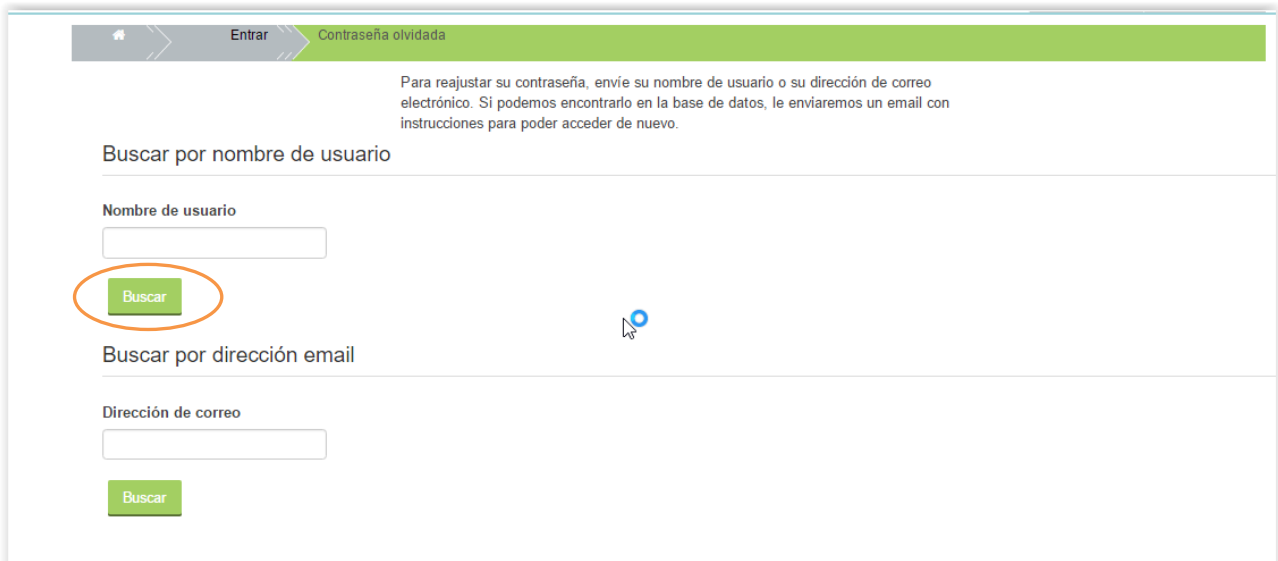 Entrar
Contraseña olvidada
Para reajustar su contraseña, envíe su nombre de usuario o su dirección de correo
electrónico. Si podemos encontrarlo en la base de datos, le enviaremos un email con
instrucciones para poder acceder de nuevo.
Buscar por nombre de usuario
Nombre de usuario
Buscar
Buscar por dirección email
Dirección de correo
Buscar